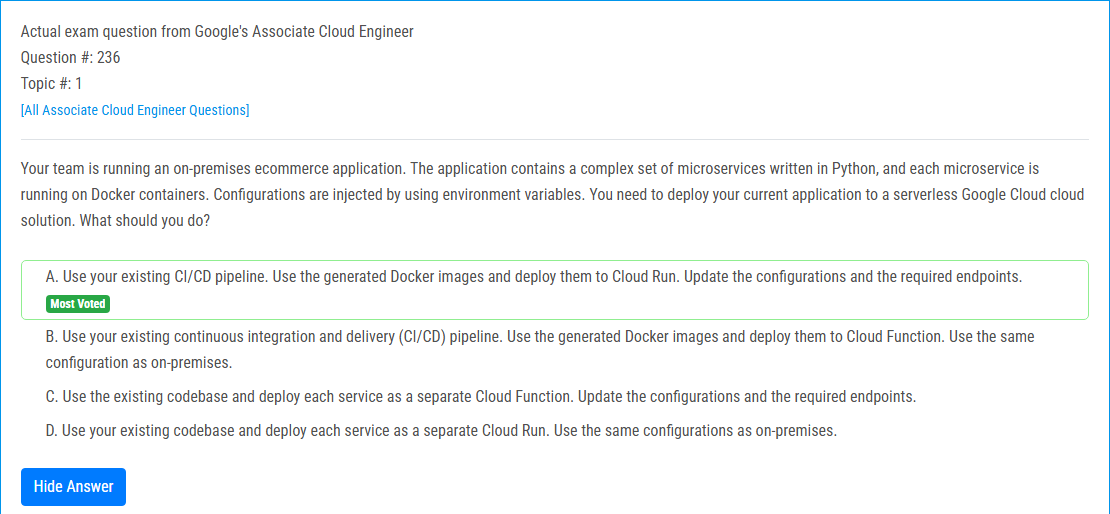 Actual exam question from Google's Associate Cloud Engineer
Question #: 236
Topic #: 1
[All Associate Cloud Engineer Questions]
Your team is running an on-premises ecommerce application. The application contains a complex set of microservices written in Python, and each microservice is
running on Docker containers. Configurations are injected by using environment variables. You need to deploy your current application to a serverless Google Cloud cloud
solution. What should you do?
A. Use your existing CI/CD pipeline. Use the generated Docker images and deploy them to Cloud Run. Update the configurations and the required endpoints.
Most Voted
B. Use your existing continuous integration and delivery (CI/CD) pipeline. Use the generated Docker images and deploy them to Cloud Function. Use the same
configuration as on-premises.
C. Use the existing codebase and deploy each service as a separate Cloud Function. Update the configurations and the required endpoints.
D. Use your existing codebase and deploy each service as a separate Cloud Run. Use the same configurations as on-premises.
Hide Answer